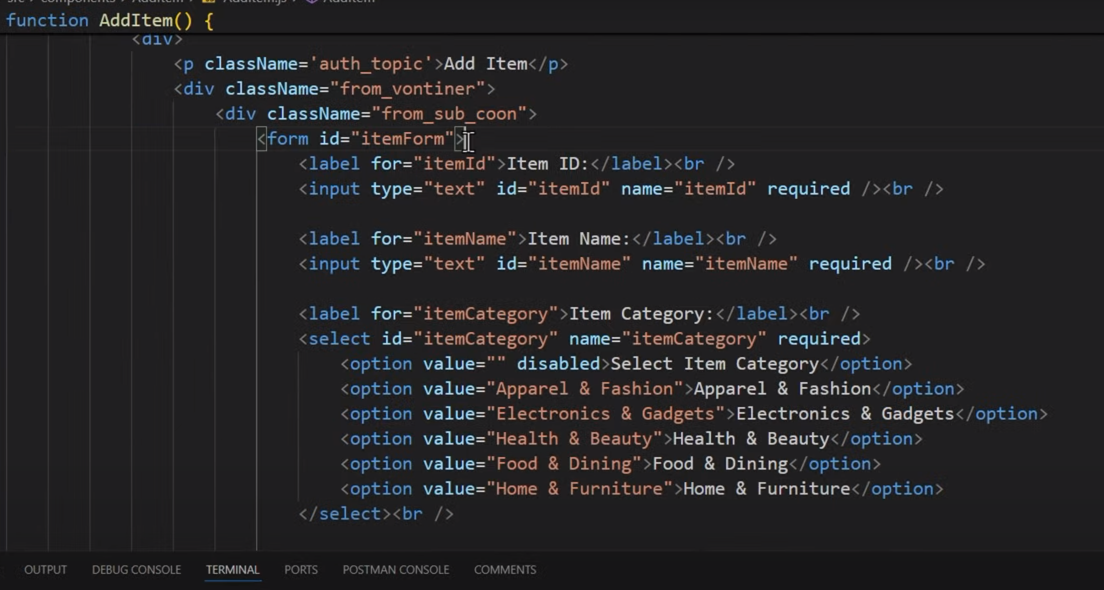 src > components > AddItem > AddItem.js > AddItem
function AddItem() {
<div>
<p className='auth_topic'>Add Item</p>
<div className="from_vontiner">
<div className="from_sub_coon">
<form id="itemForm">
<label for="itemId">Item ID:</label><br />
<input type="text" id="itemId" name="itemId" required /><br />
<label for="itemName">Item Name:</label><br />
<input type="text" id="itemName" name="itemName" required /><br />
<label for="itemCategory">Item Category:</label><br />
<select id="itemCategory" name="itemCategory" required>
<option value="" disabled>Select Item Category</option>
<option value="Apparel & Fashion">Apparel & Fashion</option>
<option value="Electronics & Gadgets">Electronics & Gadgets</option>
<option value="Health & Beauty">Health & Beauty</option>
<option value="Food & Dining">Food & Dining</option>
<option value="Home & Furniture">Home & Furniture</option>
</select><br />
OUTPUT DEBUG CONSOLE TERMINAL PORTS POSTMAN CONSOLE COMMENTS